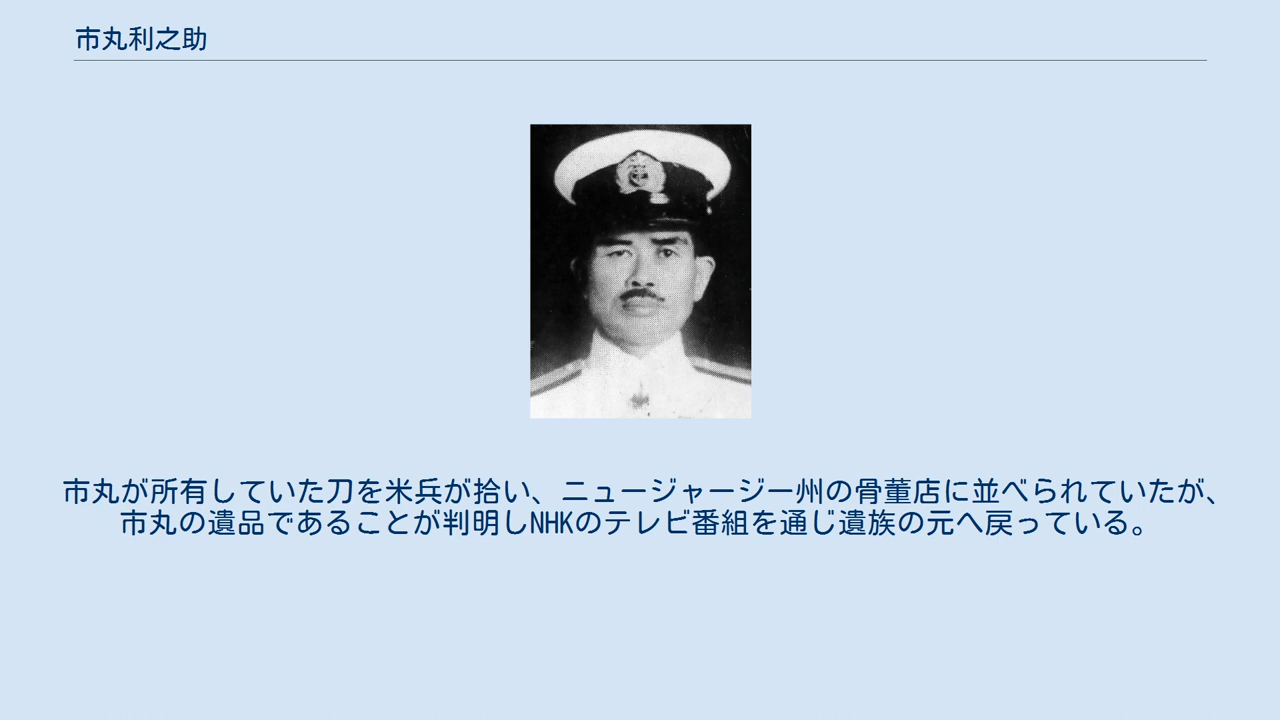 市丸利之助
市丸が所有していた刀を米兵が拾い、ニュージャージー州の骨董店に並べられていたが、
市丸の遺品であることが判明しNHKのテレビ番組を通じ遺族の元へ戻っている。